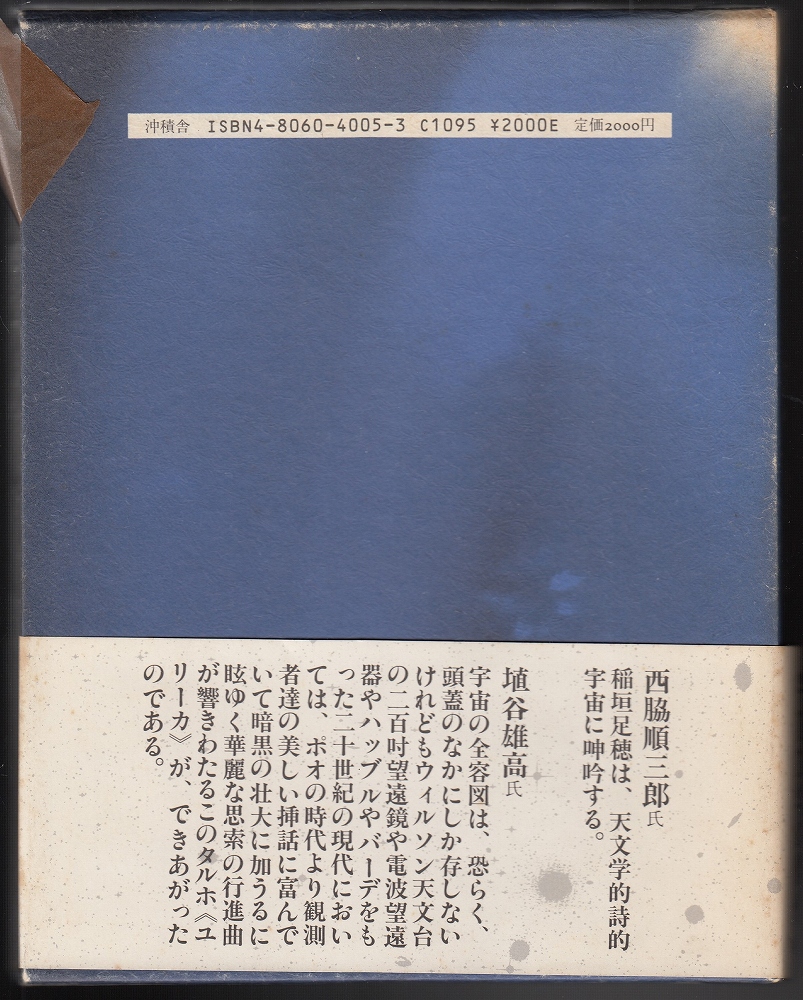 沖積舎 ISBN4-8060-4005-3 C1095 ¥2000E 定価2000円
西脇順三郎氏
稲垣足穂は、天文学的詩的
宇宙に呻吟する。
埴谷雄高氏
宇宙の全容図は、恐らく、
頭蓋のなかにしか存しない
けれどもウィルソン天文台
の二百吋望遠鏡や電波望遠
器やハッブルやバーデをも
った二十世紀の現代におい
ては、ポオの時代より観測
者達の美しい挿話に富んで
いて暗黒の壮大に加うるに
眩ゆく華麗な思索の行進曲
が響きわたるこのタルホ《ユ
リーカ》が、できあがった
のである。